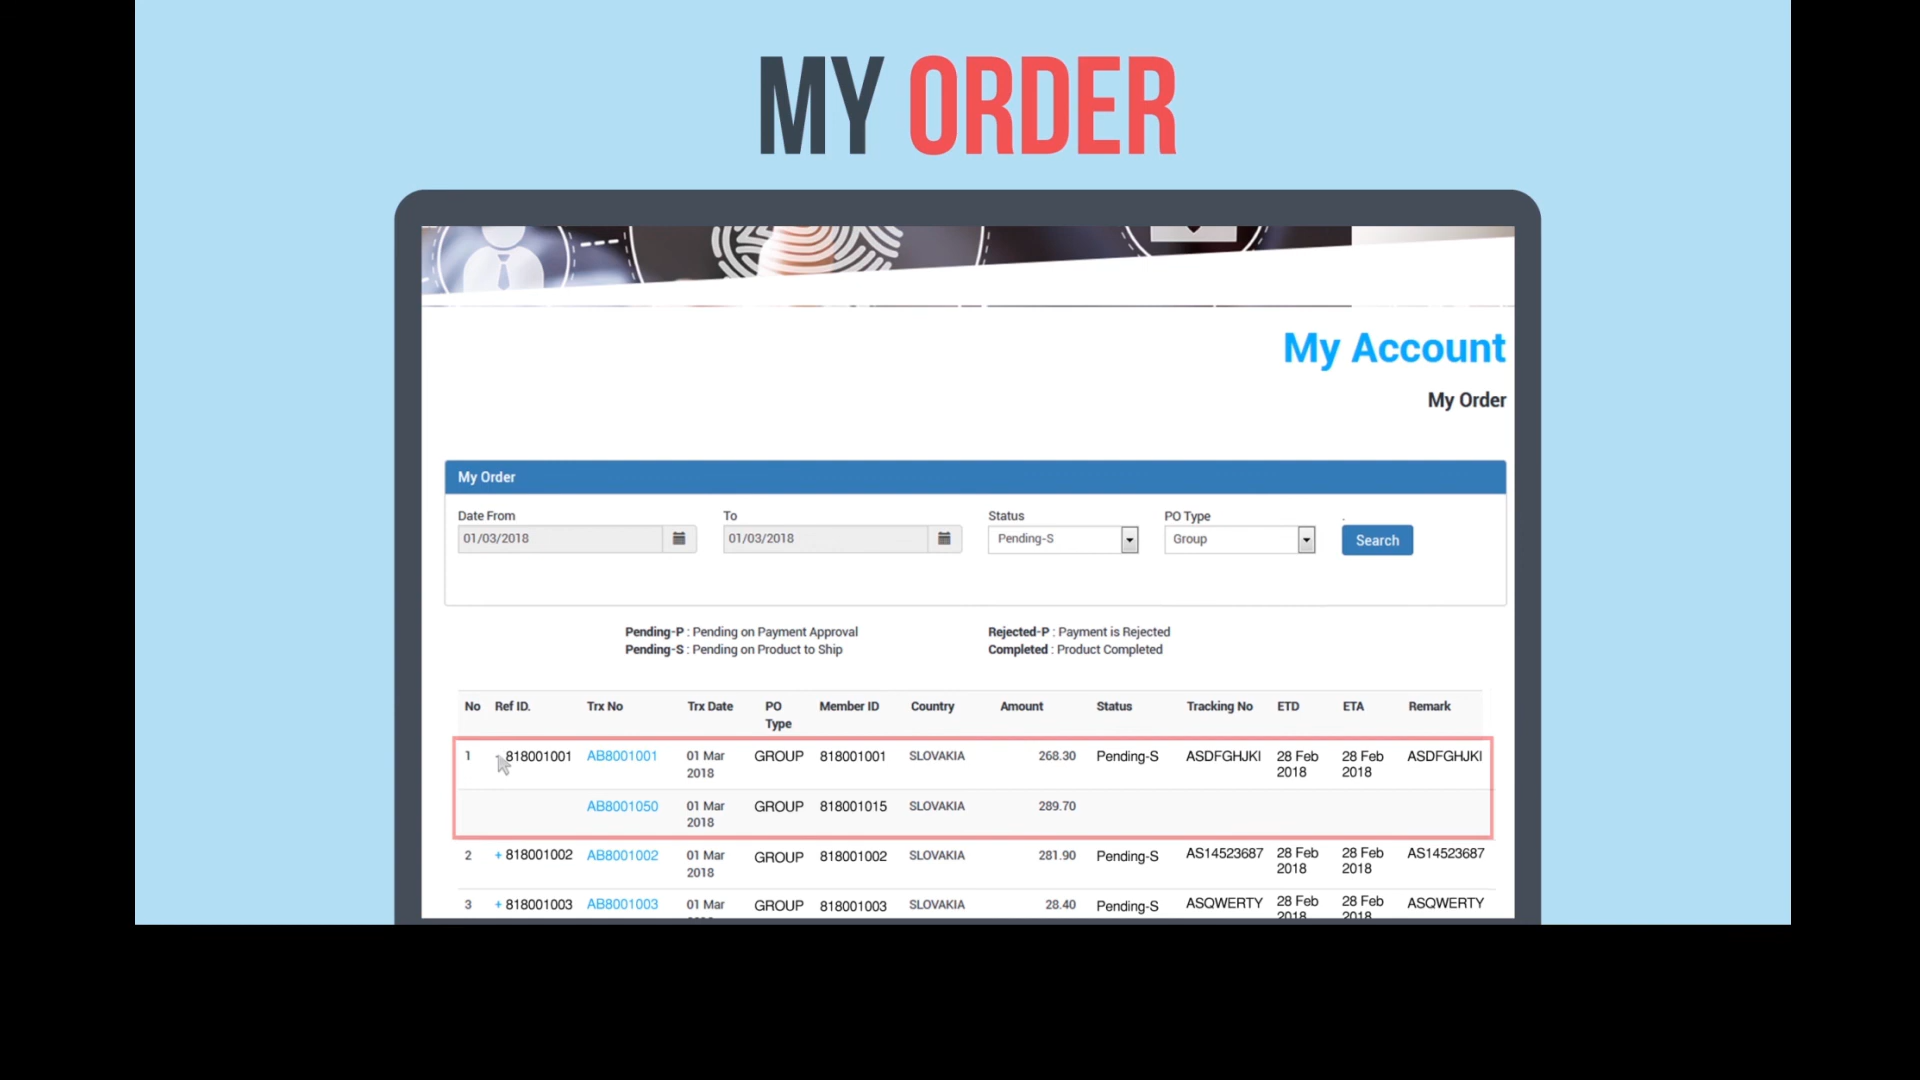 MY ORDER
My Account
My Order
My Order
Date From To Status PO Type .
01/03/2018 01/03/2018 Pending-S Group Search
Pending-P : Pending on Payment Approval Rejected-P : Payment is Rejected
Pending-S : Pending on Product to Ship Completed : Product Completed
No Ref ID. Trx No Trx Date PO Member ID Country Amount Status Tracking No ETD ETA Remark
Type
1 818001001 AB8001001 01 Mar GROUP 818001001 SLOVAKIA 268.30 Pending-S ASDFGHJKl 28 Feb 28 Feb ASDFGHJKl
2018 2018 2018
AB8001050 01 Mar GROUP 818001015 SLOVAKIA 289.70
2018
2 + 818001002 AB8001002 01 Mar GROUP 818001002 SLOVAKIA 281.90 Pending-S AS14523687 28 Feb 28 Feb AS14523687
2018 2018 2018
3 + 818001003 AB8001003 01 Mar GROUP 818001003 SLOVAKIA 28.40 Pending-S ASQWERTY 28 Feb 28 Feb ASQWERTY
2018 2018